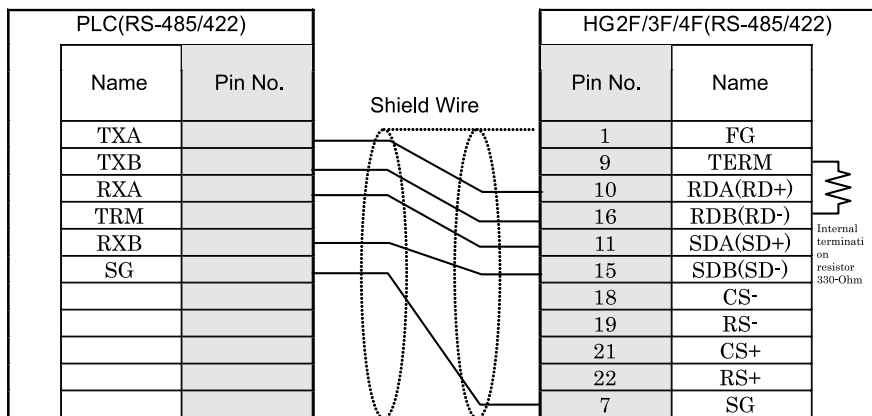 PLC(RS-485/422) HG2F/3F/4F(RS-485/422)
Name Pin No. Pin No. Name
Shield Wire
TXA 1 FG
TXB 9 TERM
RXA 10 RDA(RD+)
TRM 16 RDB(RD-)
RXB 11 SDA(SD+)
SG 15 SDB(SD-)
18 CS-
19 RS-
21 CS+
22 RS+
7 SG
Internal
terminati
on
resistor
330-Ohm